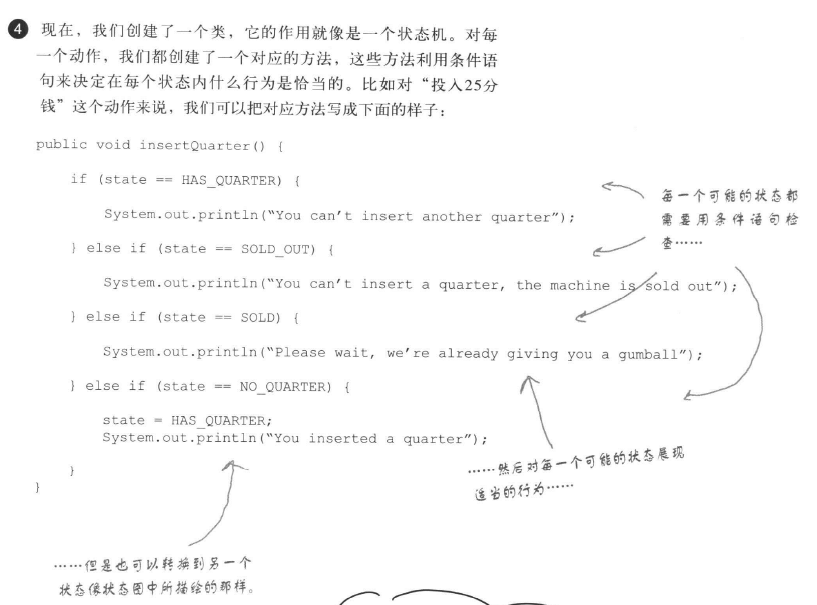 4 现在，我们创建了一个类，它的作用就像是一个状态机。对每
一个动作，我们都创建了一个对应的方法，这些方法利用条件语
句来决定在每个状态内什么行为是恰当的。比如对“投入25分
钱”这个动作来说，我们可以把对应方法写成下面的样子：
public void insertQuarter() {
if (state == HAS_QUARTER) {
每一个可能的状态都
需要用条件语句检
查……
System.out.println(“You can’t insert another quarter”);
} else if (state == SOLD_OUT) {
System.out.println(“You can’t insert a quarter, the machine is sold out”);
} else if (state == SOLD) {
System.out.println(“Please wait, we’re already giving you a gumball”);
} else if (state == NO_QUARTER) {
state = HAS_QUARTER;
System.out.println(“You inserted a quarter”);
}
}
……然后对每一个可能的状态展现
适当的行为……
……但是也可以转换到另一个
状态像状态图中所描绘的那样。